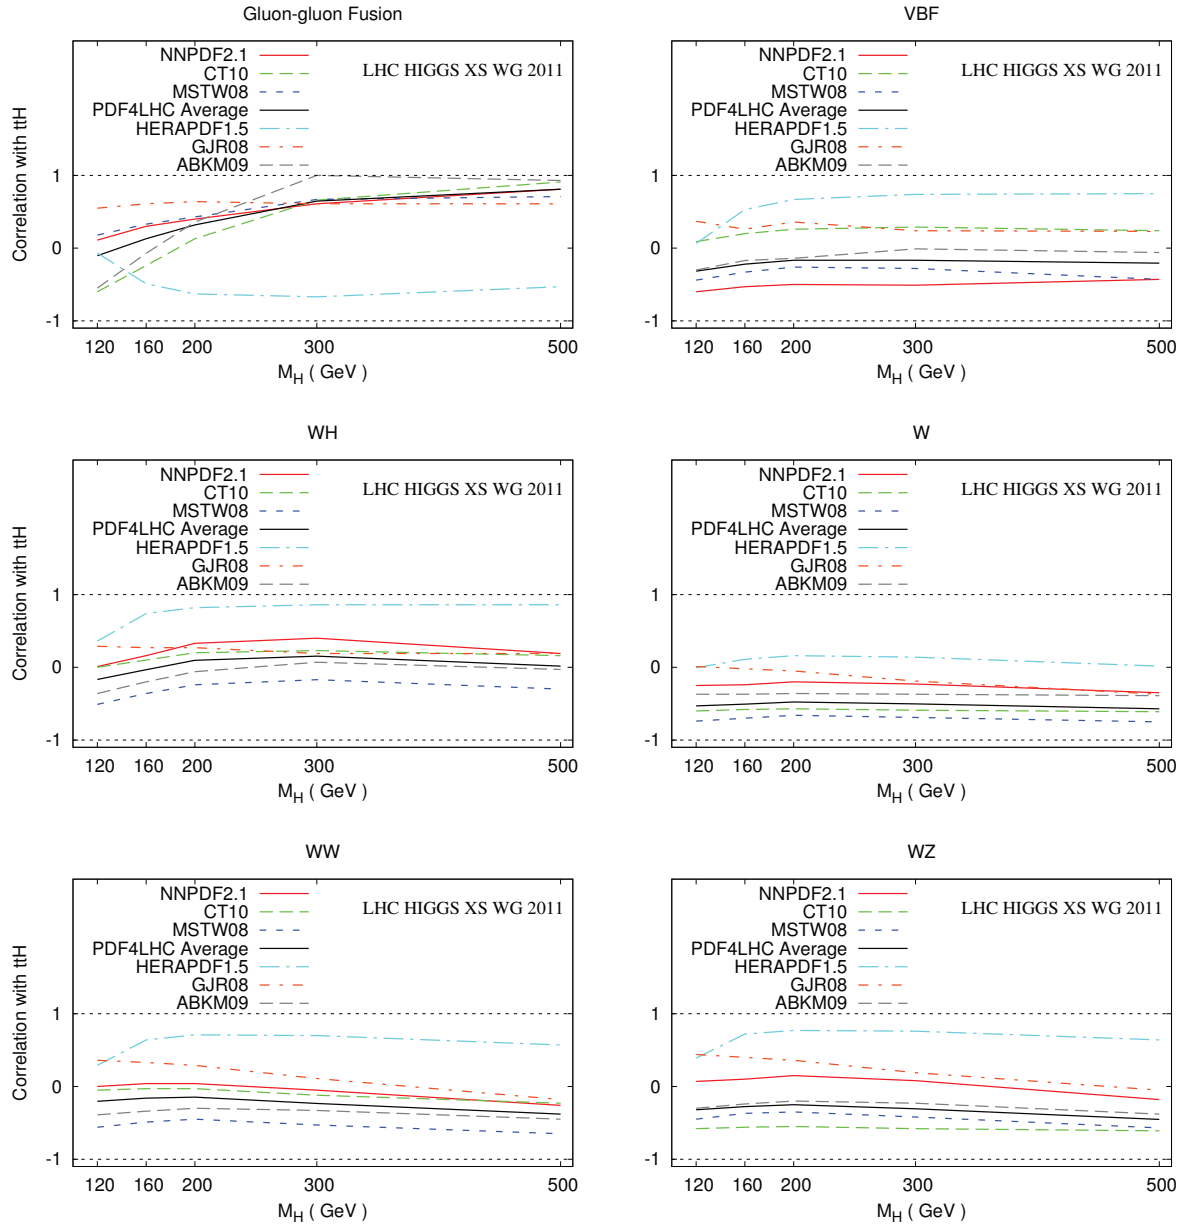 Gluon-gluon Fusion
NNPDF2.1
CT10
MSTW08
PDF4LHC Average
HERAPDF1.5
GJR08
ABKM09
LHC HIGGS XS WG 2011
Correlation with ttH
1
0
-1
120 160 200 300 500
M_H ( GeV )
VBF
NNPDF2.1
CT10
MSTW08
PDF4LHC Average
HERAPDF1.5
GJR08
ABKM09
LHC HIGGS XS WG 2011
1
0
-1
120 160 200 300 500
M_H ( GeV )
WH
NNPDF2.1
CT10
MSTW08
PDF4LHC Average
HERAPDF1.5
GJR08
ABKM09
LHC HIGGS XS WG 2011
Correlation with ttH
1
0
-1
120 160 200 300 500
M_H ( GeV )
W
NNPDF2.1
CT10
MSTW08
PDF4LHC Average
HERAPDF1.5
GJR08
ABKM09
LHC HIGGS XS WG 2011
1
0
-1
120 160 200 300 500
M_H ( GeV )
WW
NNPDF2.1
CT10
MSTW08
PDF4LHC Average
HERAPDF1.5
GJR08
ABKM09
LHC HIGGS XS WG 2011
Correlation with ttH
1
0
-1
120 160 200 300 500
M_H ( GeV )
WZ
NNPDF2.1
CT10
MSTW08
PDF4LHC Average
HERAPDF1.5
GJR08
ABKM09
LHC HIGGS XS WG 2011
1
0
-1
120 160 200 300 500
M_H ( GeV )